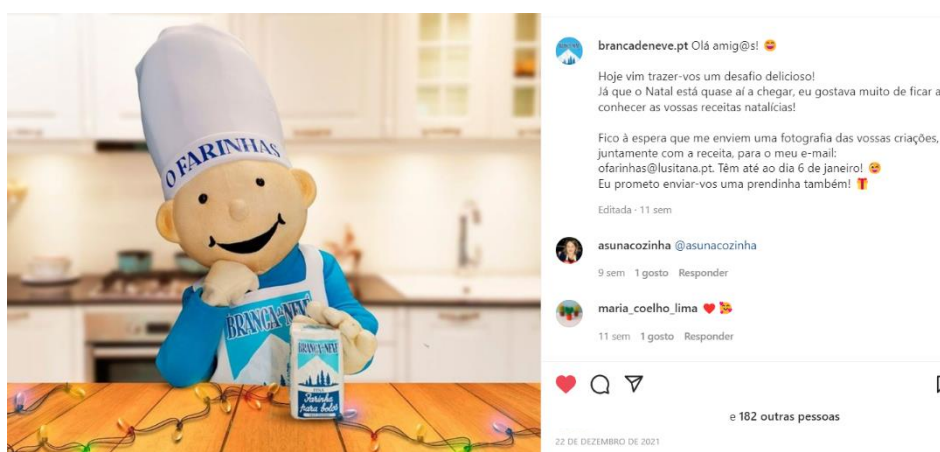 O FARINHAS
BRANCA DE NEVE
BRANCA DE NEVE
FINA
Farinha
para bolos
brancadeneve.pt Olá amig@s! 😄
Hoje vim trazer-vos um desafio delicioso!
Já que o Natal está quase aí a chegar, eu gostava muito de ficar a
conhecer as vossas receitas natalícias!
Fico à espera que me enviem uma fotografia das vossas criações,
juntamente com a receita, para o meu e-mail:
ofarinhas@lusitana.pt. Têm até ao dia 6 de janeiro! 🥰
Eu prometo enviar-vos uma prendinha também! 🎁
Editada · 11 sem
asunacozinha @asunacozinha
9 sem 1 gosto Responder
maria_coelho_lima ❤️ 🥰
11 sem 1 gosto Responder
e 182 outras pessoas
22 DE DEZEMBRO DE 2021